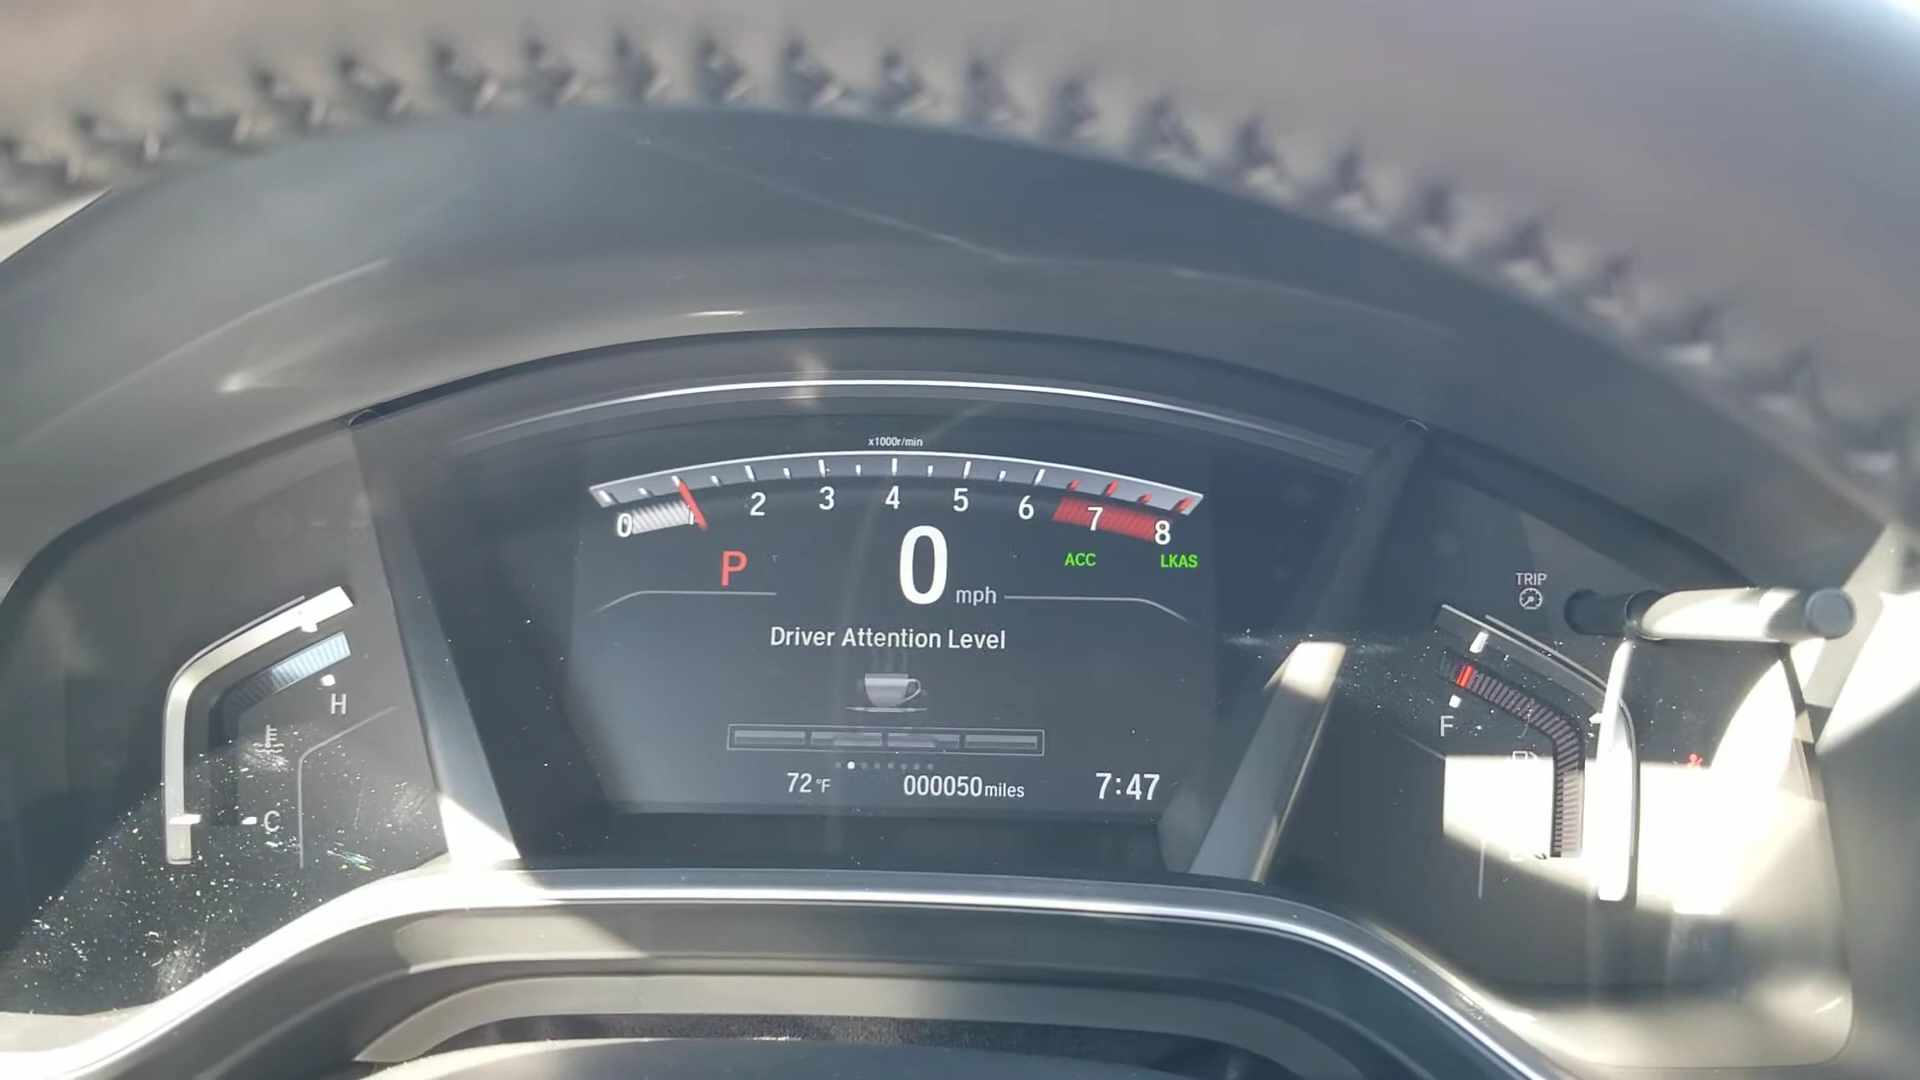 x1000r/min
0 1 2 3 4 5 6 7 8
P
0 mph
ACC
LKAS
Driver Attention Level
72°F
000050 miles
7:47
H
C
TRIP
F